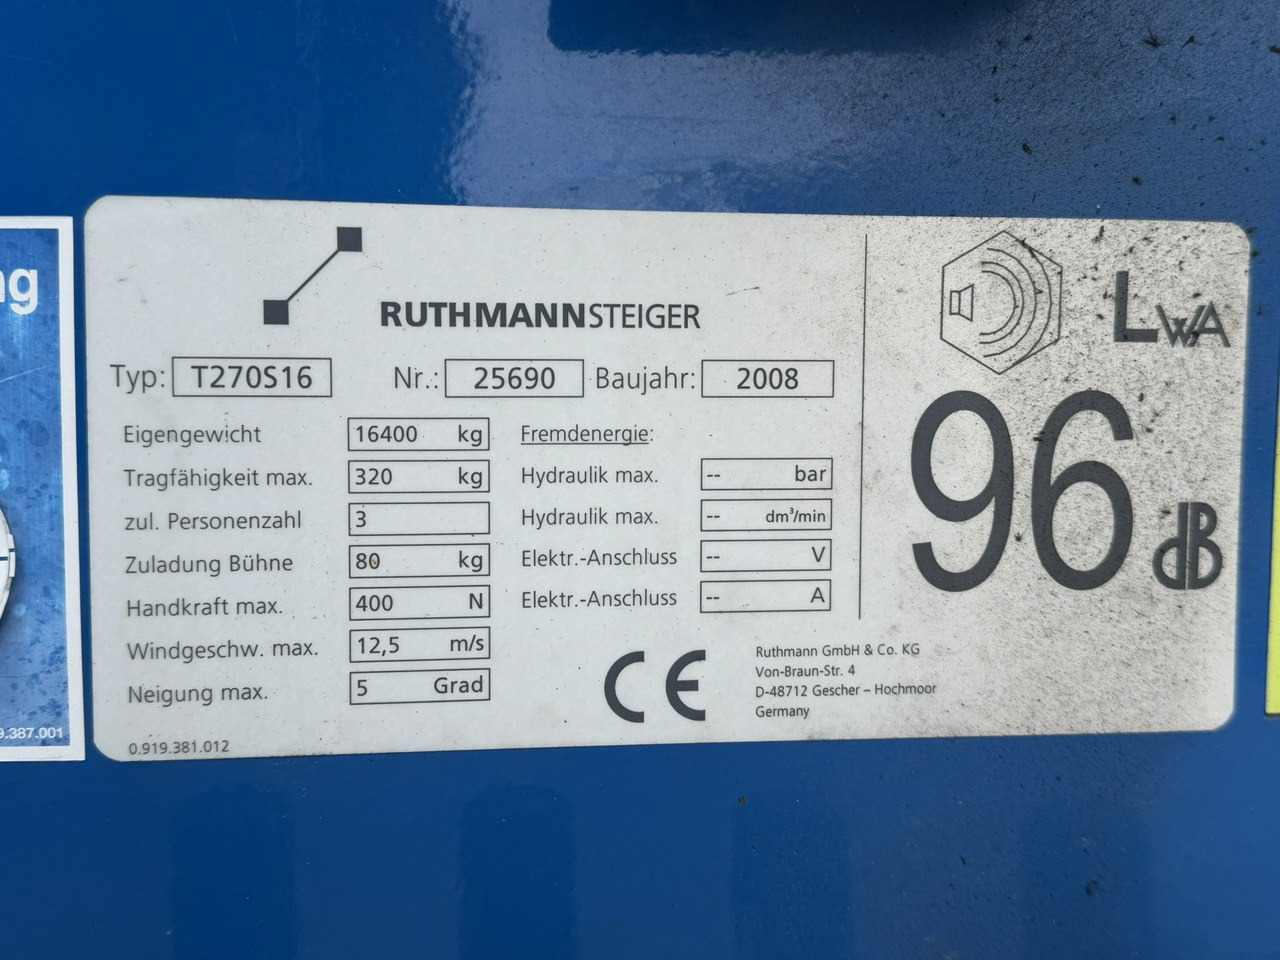 ng
9.387.001
RUTHMANNSTEIGER
Typ: T270S16 Nr.: 25690 Baujahr: 2008
Eigengewicht 16400 kg
Tragfähigkeit max. 320 kg
zul. Personenzahl 3
Zuladung Bühne 80 kg
Handkraft max. 400 N
Windgeschw. max. 12,5 m/s
Neigung max. 5 Grad
0.919.381.012
Fremdenergie:
Hydraulik max. -- bar
Hydraulik max. -- dm³/min
Elektr.-Anschluss -- V
Elektr.-Anschluss -- A
CE
Ruthmann GmbH & Co. KG
Von-Braun-Str. 4
D-48712 Gescher – Hochmoor
Germany
LWA
96 dB